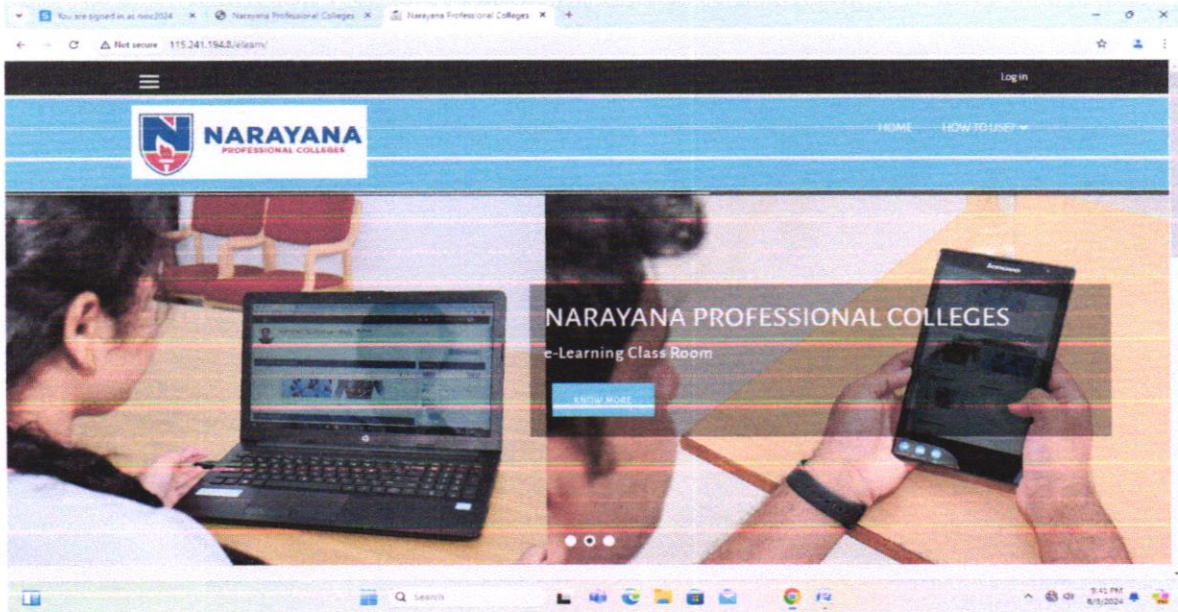 You are signed in as
Narayana Professional Colleges
Narayana Professional Colleges
Not secure 115.241.194.8/elearn/
Log in
NARAYANA
PROFESSIONAL COLLEGES
HOME HOW TO USE?
NARAYANA PROFESSIONAL COLLEGES
e-Learning Class Room
KNOW MORE
Lenovo
hp
Search